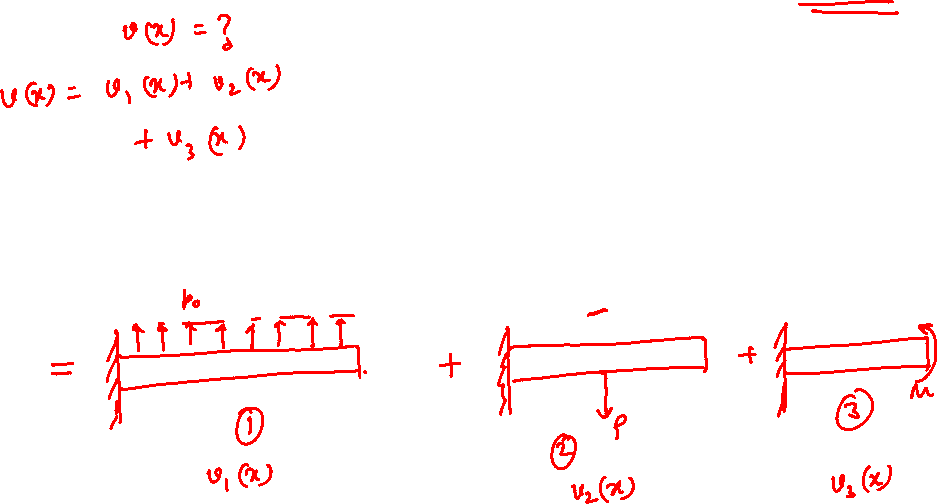 v(x) = ?
v(x) = v₁(x) + v₂(x)
+ v₃(x)
p₀
= + +
P
M
① ② ③
v₁(x) v₂(x) v₃(x)